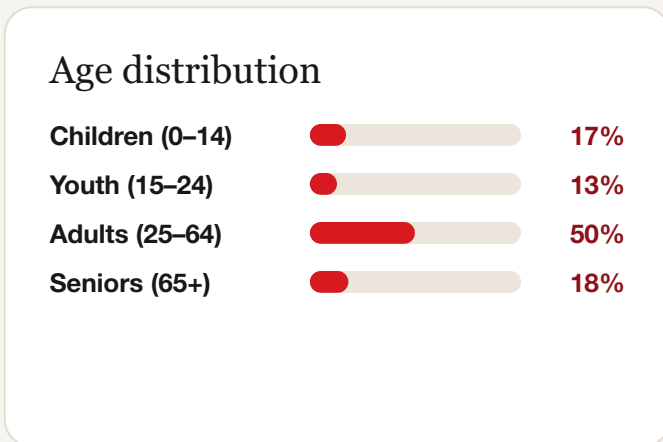 Age distribution
Children (0–14) 17%
Youth (15–24) 13%
Adults (25–64) 50%
Seniors (65+) 18%